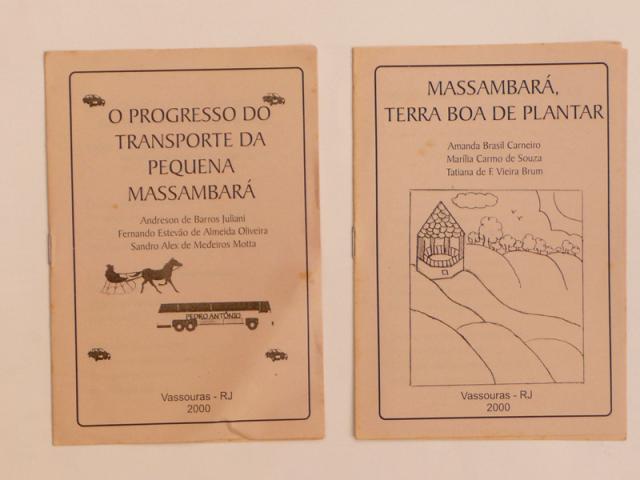 O PROGRESSO DO
TRANSPORTE DA
PEQUENA
MASSAMBARÁ
Andreson de Barros Juliani
Fernando Estevão de Almeida Oliveira
Sandro Alex de Medeiros Motta
PEDRO ANTÔNIO
Vassouras - RJ
2000
MASSAMBARÁ,
TERRA BOA DE PLANTAR
Amanda Brasil Carneiro
Marília Carmo de Souza
Tatiana de F. Vieira Brum
Vassouras - RJ
2000